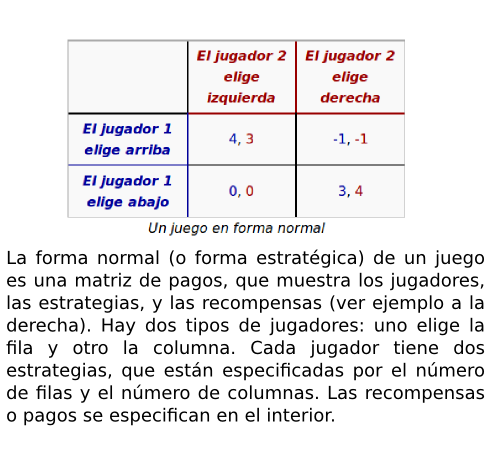 El jugador 2 elige izquierda
El jugador 2 elige derecha
El jugador 1 elige arriba
4, 3
-1, -1
El jugador 1 elige abajo
0, 0
3, 4
Un juego en forma normal
La forma normal (o forma estratégica) de un juego
es una matriz de pagos, que muestra los jugadores,
las estrategias, y las recompensas (ver ejemplo a la
derecha). Hay dos tipos de jugadores: uno elige la
fila y otro la columna. Cada jugador tiene dos
estrategias, que están especificadas por el número
de filas y el número de columnas. Las recompensas
o pagos se especifican en el interior.